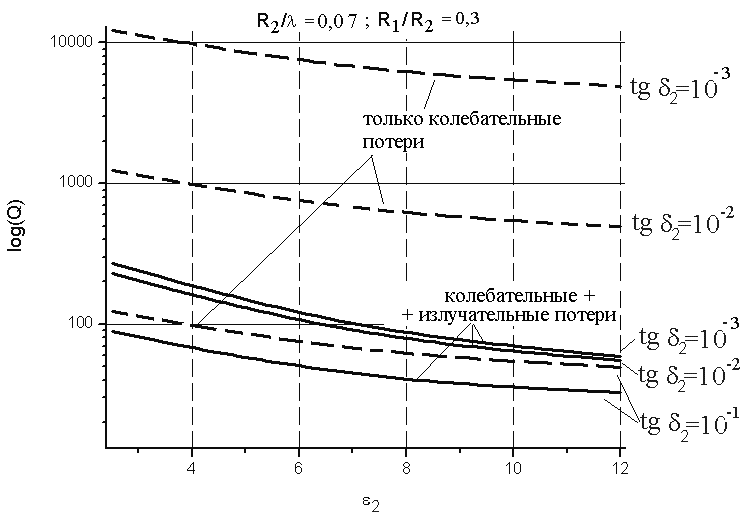 R₂/λ = 0,07 ; R₁/R₂ = 0,3
10000
tg δ₂=10⁻³
только колебательные
потери
1000
tg δ₂=10⁻²
log(Q)
колебательные +
+ излучательные потери
100
tg δ₂=10⁻³
tg δ₂=10⁻²
tg δ₂=10⁻¹
4
6
8
10
12
ε₂